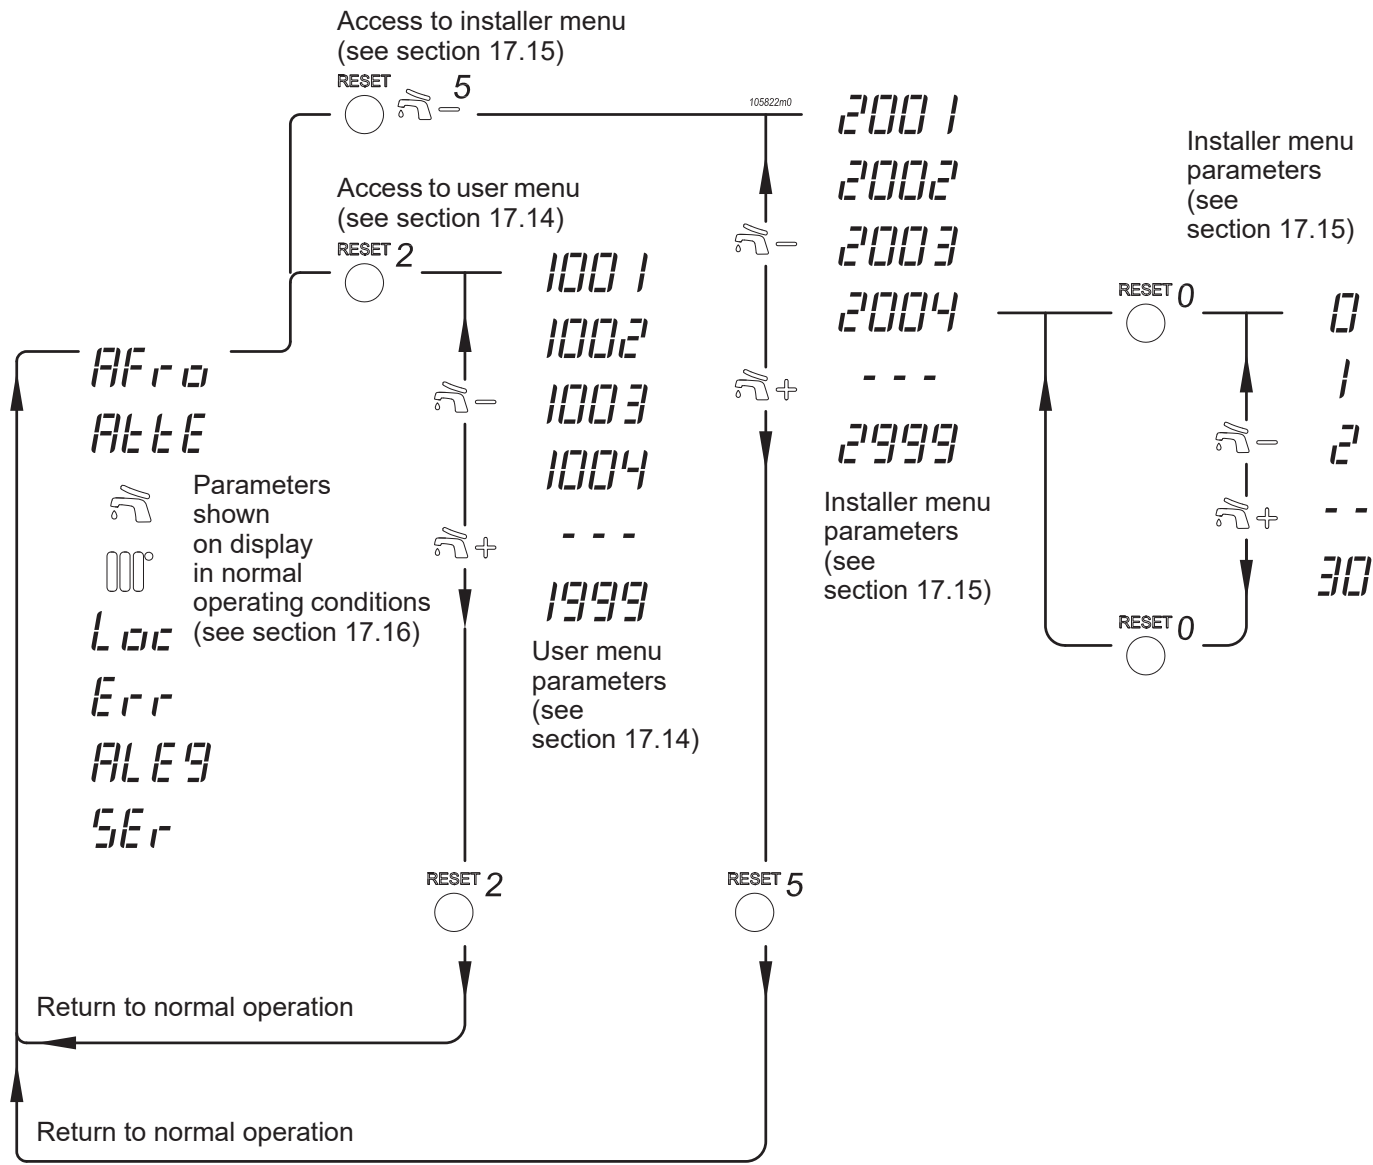 Access to installer menu
(see section 17.15)
RESET 5
105822m0
Access to user menu
(see section 17.14)
RESET 2
AFro
AttE
Parameters
shown
on display
in normal
operating conditions
(see section 17.16)
Loc
Err
ALE9
SEr
1001
1002
1003
1004
- - -
1999
User menu
parameters
(see
section 17.14)
2001
2002
2003
2004
- - -
2999
Installer menu
parameters
(see
section 17.15)
Installer menu
parameters
(see
section 17.15)
RESET 0
0
1
2
- -
30
RESET 0
RESET 2
RESET 5
Return to normal operation
Return to normal operation